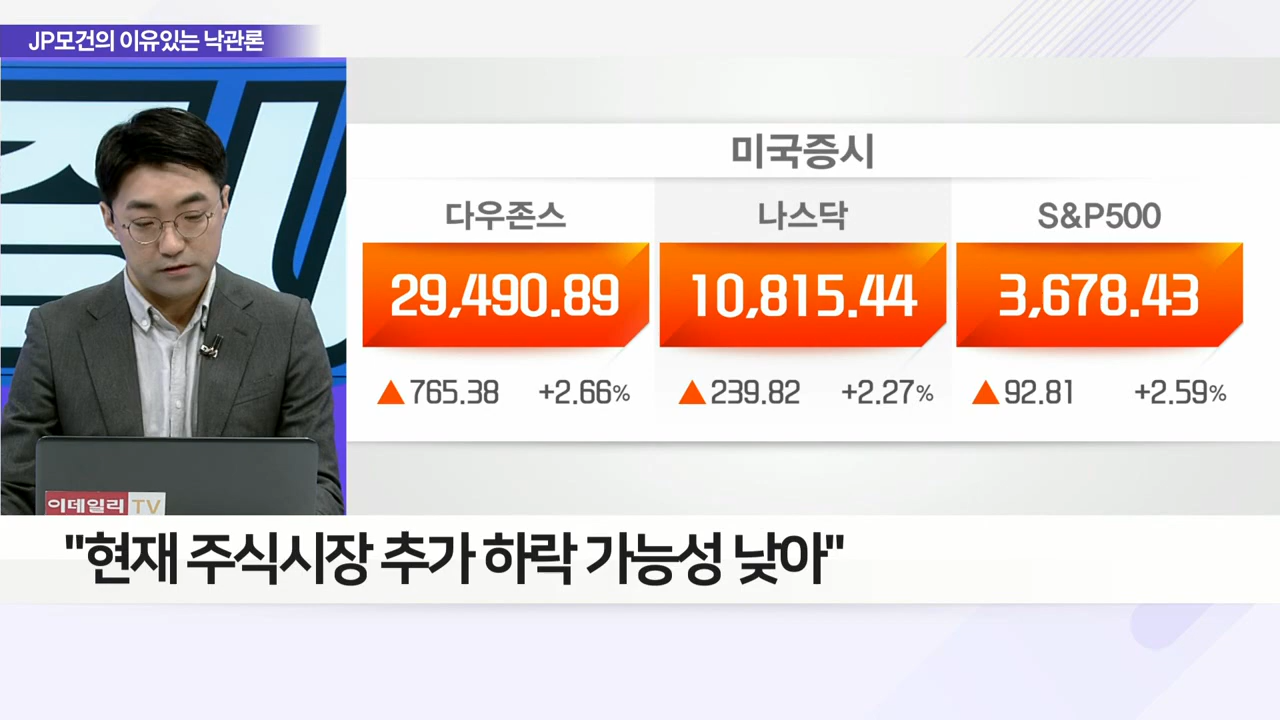 JP모건의 이유있는 낙관론
미국증시
다우존스 나스닥 S&P500
29,490.89 10,815.44 3,678.43
▲765.38 +2.66% ▲239.82 +2.27% ▲92.81 +2.59%
이데일리 TV
"현재 주식시장 추가 하락 가능성 낮아"